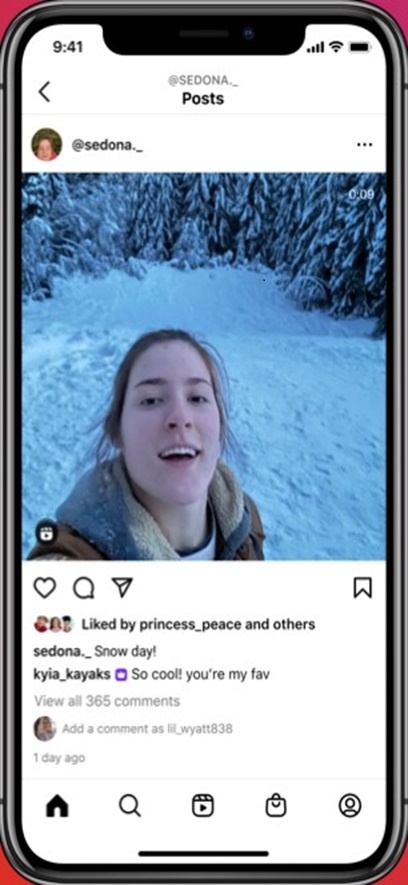 9:41
@SEDONA._
Posts
@sedona._
0:09
Liked by princess_peace and others
sedona._ Snow day!
kyia_kayaks So cool! you're my fav
View all 365 comments
Add a comment as lil_wyatt838
1 day ago